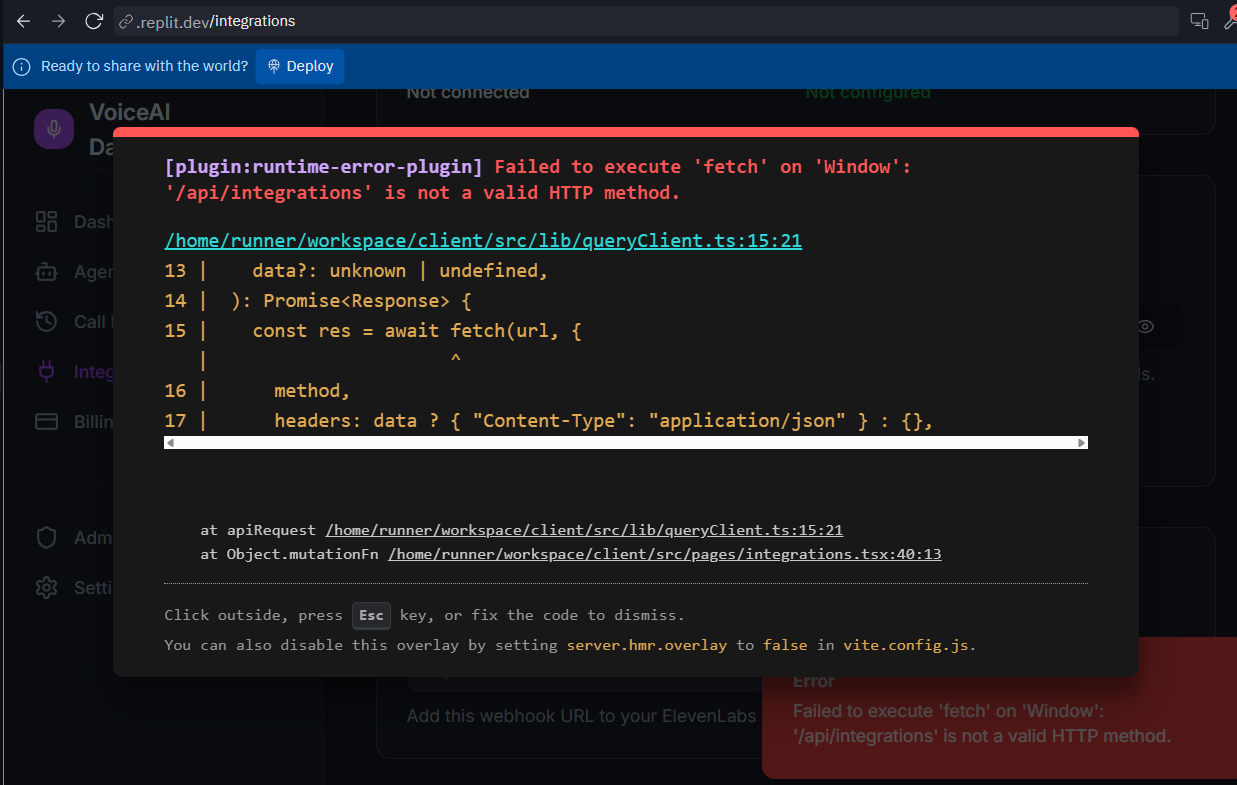 .replit.dev/integrations
Ready to share with the world? Deploy
Not connected
Not configured
VoiceAI
[plugin:runtime-error-plugin] Failed to execute 'fetch' on 'Window':
'/api/integrations' is not a valid HTTP method.
/home/runner/workspace/client/src/lib/queryClient.ts:15:21
13 | data?: unknown | undefined,
14 | ): Promise<Response> {
15 | const res = await fetch(url, {
| ^
16 | method,
17 | headers: data ? { "Content-Type": "application/json" } : {},
at apiRequest /home/runner/workspace/client/src/lib/queryClient.ts:15:21
at Object.mutationFn /home/runner/workspace/client/src/pages/integrations.tsx:40:13
Click outside, press Esc key, or fix the code to dismiss.
You can also disable this overlay by setting server.hmr.overlay to false in vite.config.js.
Da
Dash
Agen
Call
Integ
Billin
Adm
Setti
s.
Add this webhook URL to your ElevenLabs
Error
Failed to execute 'fetch' on 'Window':
'/api/integrations' is not a valid HTTP method.